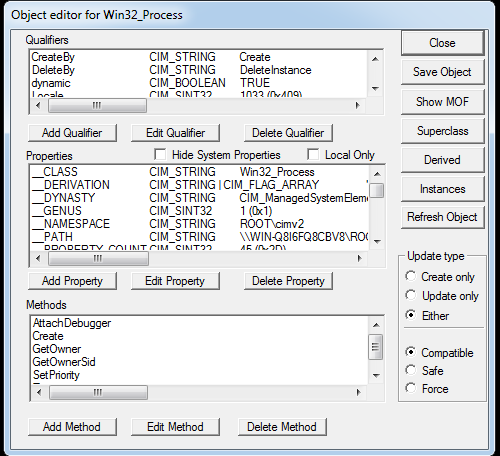 Object editor for Win32_Process
Qualifiers
CreateBy CIM_STRING Create
DeleteBy CIM_STRING DeleteInstance
dynamic CIM_BOOLEAN TRUE
Locale CIM_SINT32 1033 (0x409)
Add Qualifier Edit Qualifier Delete Qualifier
Properties Hide System Properties Local Only
__CLASS CIM_STRING Win32_Process
__DERIVATION CIM_STRING | CIM_FLAG_ARRAY
__DYNASTY CIM_STRING CIM_ManagedSystemElem
__GENUS CIM_SINT32 1 (0x1)
__NAMESPACE CIM_STRING ROOT\cimv2
__PATH CIM_STRING \\WIN-Q8I6FQ8CBV8\ROO
__PROPERTY_COUNT CIM_SINT32 45 (0x2D)
Add Property Edit Property Delete Property
Methods
AttachDebugger
Create
GetOwner
GetOwnerSid
SetPriority
Add Method Edit Method Delete Method
Close
Save Object
Show MOF
Superclass
Derived
Instances
Refresh Object
Update type
Create only
Update only
Either
Compatible
Safe
Force